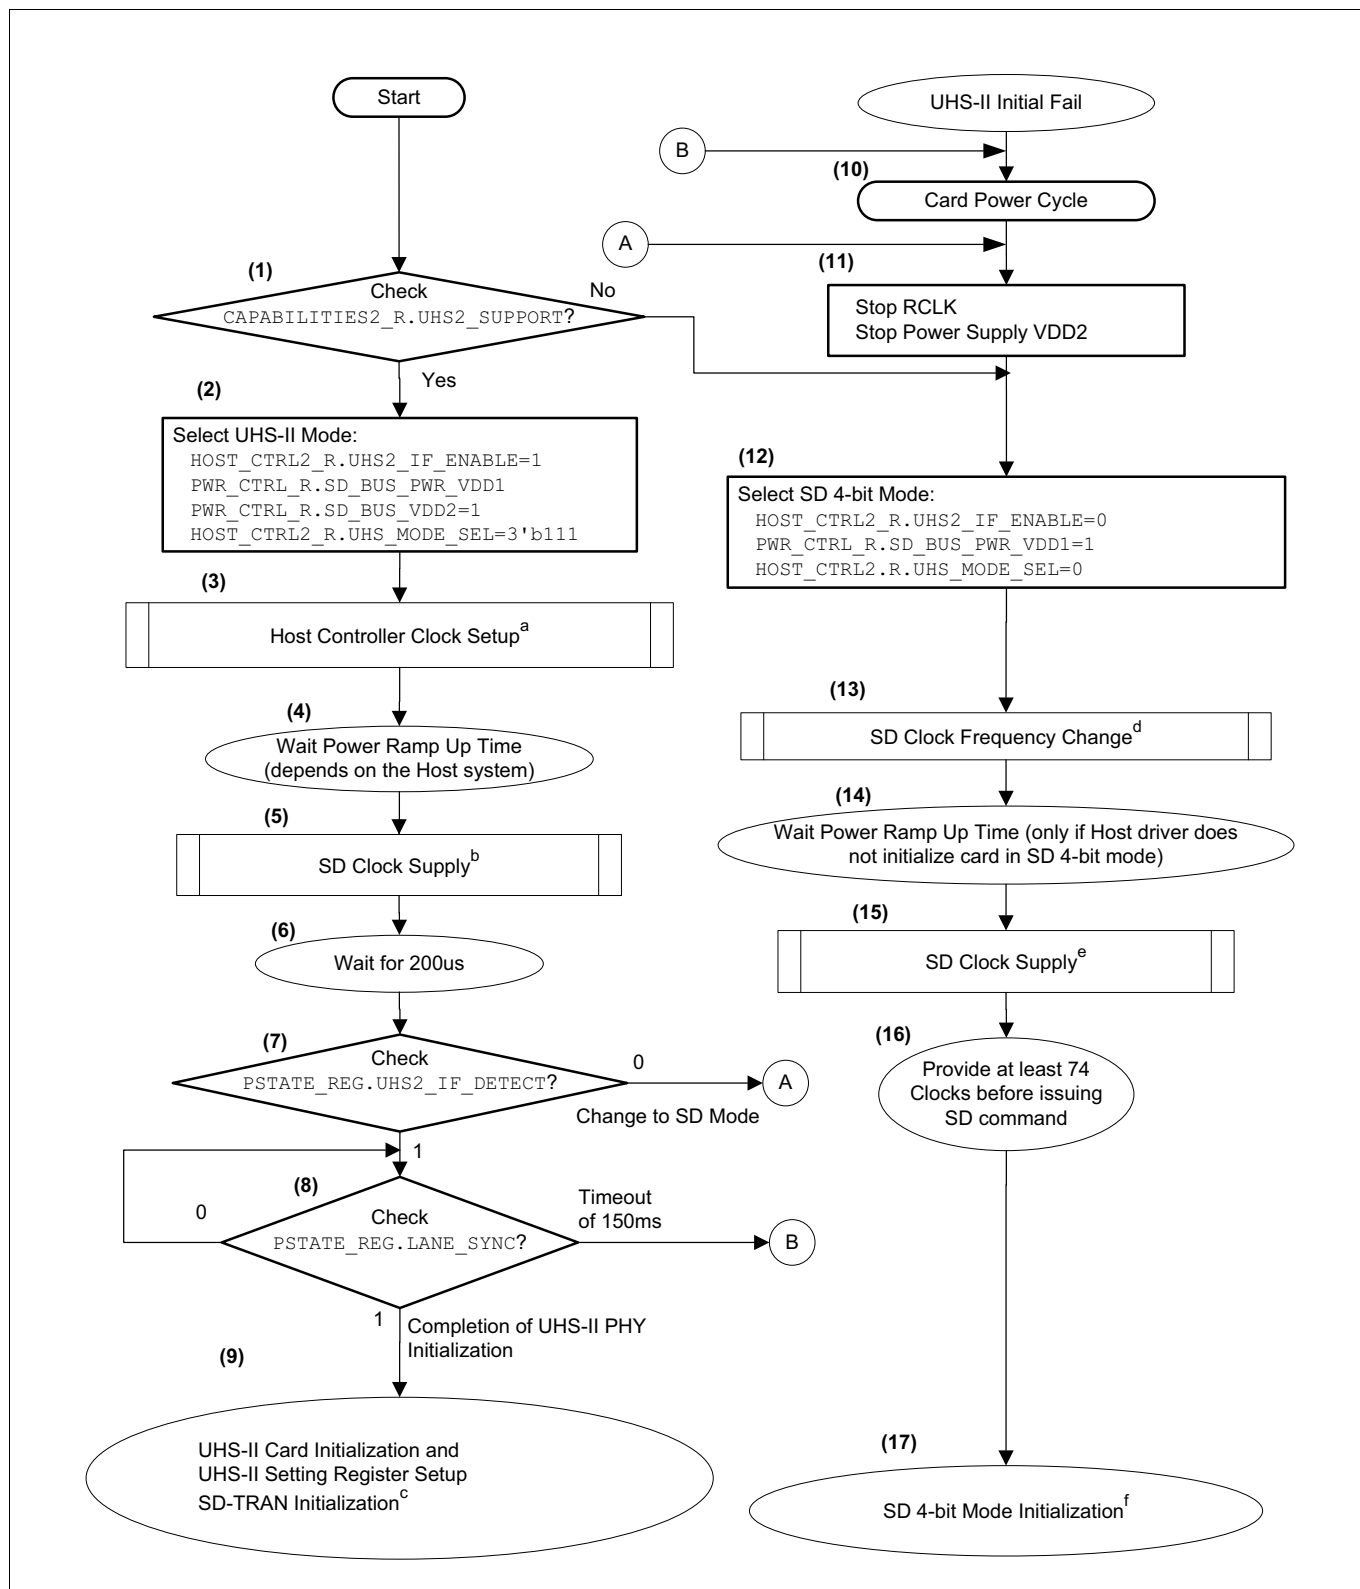 Start
(1)
Check
CAPABILITIES2_R.UHS2_SUPPORT?
No
Yes
(2)
Select UHS-II Mode:
HOST_CTRL2_R.UHS2_IF_ENABLE=1
PWR_CTRL_R.SD_BUS_PWR_VDD1
PWR_CTRL_R.SD_BUS_VDD2=1
HOST_CTRL2_R.UHS_MODE_SEL=3'b111
(3)
Host Controller Clock Setup^a
(4)
Wait Power Ramp Up Time
(depends on the Host system)
(5)
SD Clock Supply^b
(6)
Wait for 200us
(7)
Check
PSTATE_REG.UHS2_IF_DETECT?
0
A
Change to SD Mode
1
(8)
0
Check
PSTATE_REG.LANE_SYNC?
Timeout
of 150ms
B
1
Completion of UHS-II PHY
Initialization
(9)
UHS-II Card Initialization and
UHS-II Setting Register Setup
SD-TRAN Initialization^c
UHS-II Initial Fail
B
(10)
Card Power Cycle
A
(11)
Stop RCLK
Stop Power Supply VDD2
(12)
Select SD 4-bit Mode:
HOST_CTRL2_R.UHS2_IF_ENABLE=0
PWR_CTRL_R.SD_BUS_PWR_VDD1=1
HOST_CTRL2.R.UHS_MODE_SEL=0
(13)
SD Clock Frequency Change^d
(14)
Wait Power Ramp Up Time (only if Host driver does
not initialize card in SD 4-bit mode)
(15)
SD Clock Supply^e
(16)
Provide at least 74
Clocks before issuing
SD command
(17)
SD 4-bit Mode Initialization^f